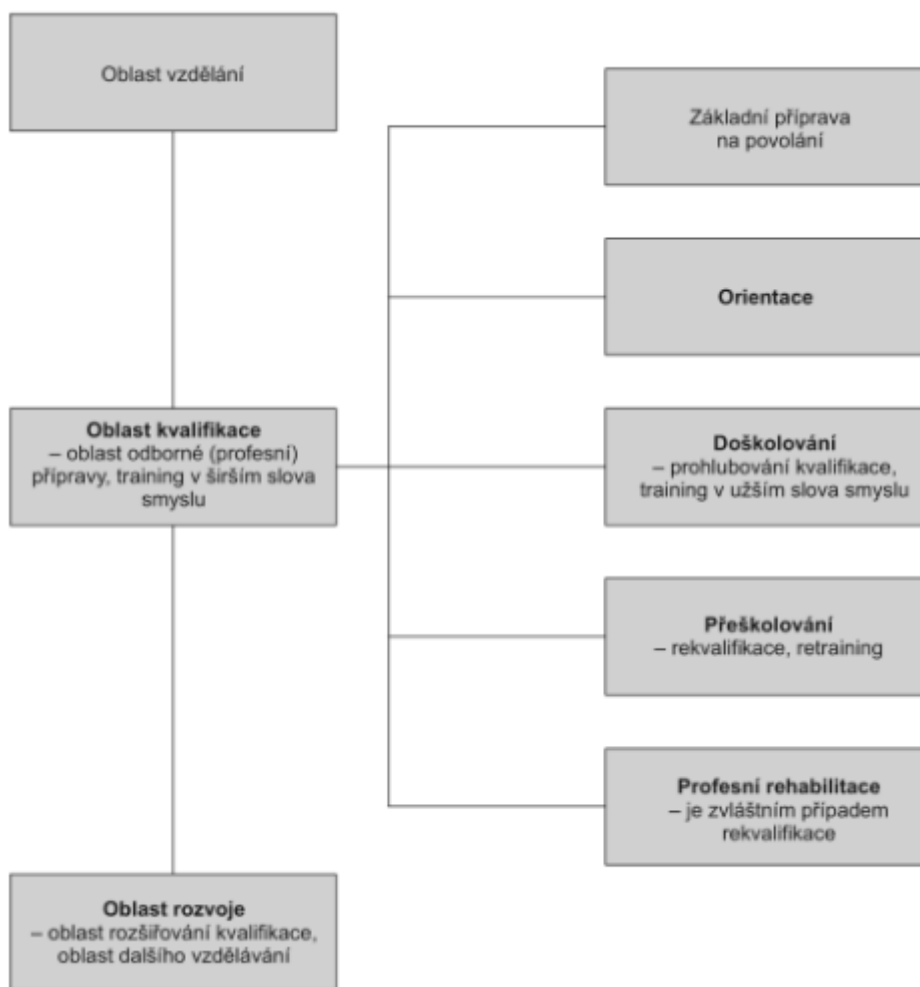 Oblast vzdělání
Základní příprava
na povolání
Orientace
Oblast kvalifikace
– oblast odborné (profesní)
přípravy, training v širším slova
smyslu
Doškolování
– prohlubování kvalifikace,
training v užším slova smyslu
Přeškolování
– rekvalifikace, retraining
Profesní rehabilitace
– je zvláštním případem
rekvalifikace
Oblast rozvoje
– oblast rozšiřování kvalifikace,
oblast dalšího vzdělávání